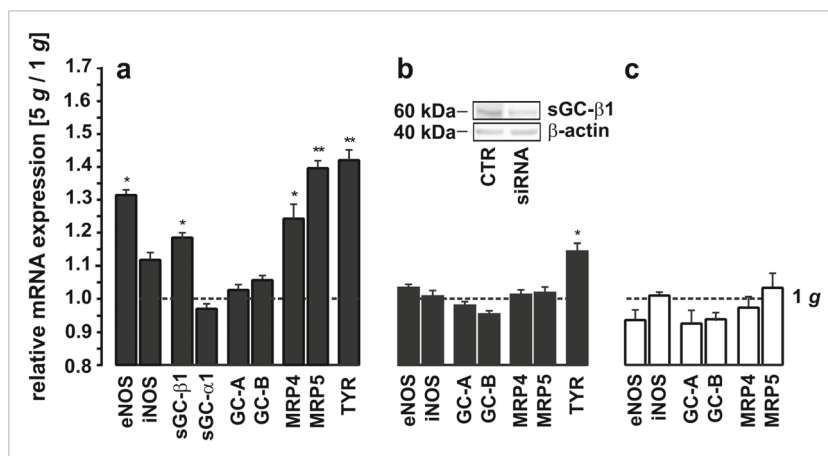 relative mRNA expression [5 g / 1 g]
1.7
1.6
1.5
1.4
1.3
1.2
1.1
1.0
0.9
0.8
a
*
*
*
**
**
eNOS
iNOS
sGC-β1
sGC-α1
GC-A
GC-B
MRP4
MRP5
TYR
b
60 kDa
sGC-β1
40 kDa
β-actin
CTR
siRNA
*
eNOS
iNOS
GC-A
GC-B
MRP4
MRP5
TYR
c
1 g
eNOS
iNOS
GC-A
GC-B
MRP4
MRP5